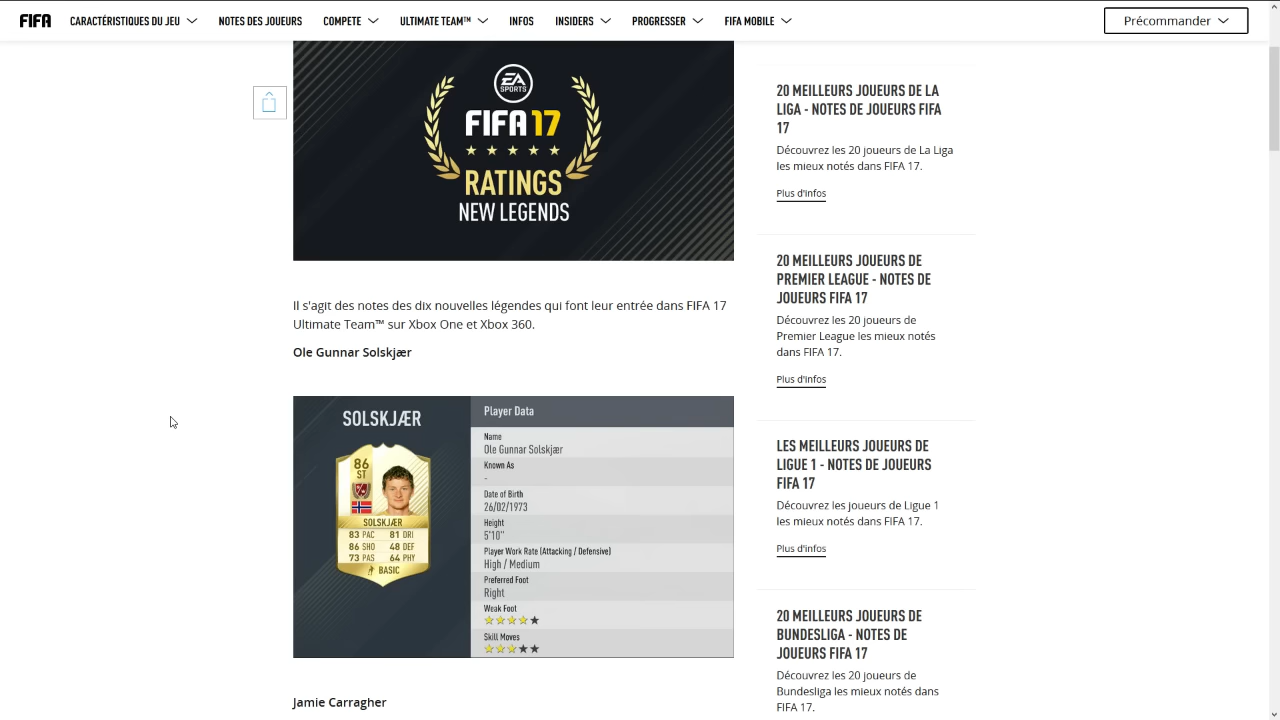 FIFA CARACTÉRISTIQUES DU JEU NOTES DES JOUEURS COMPETE ULTIMATE TEAM™ INFOS INSIDERS PROGRESSER FIFA MOBILE Précommander
EA
SPORTS
FIFA 17
RATINGS
NEW LEGENDS
Il s'agit des notes des dix nouvelles légendes qui font leur entrée dans FIFA 17
Ultimate Team™ sur Xbox One et Xbox 360.
Ole Gunnar Solskjær
SOLSKJÆR
86
ST
SOLSKJÆR
83 PAC 81 DRI
86 SHO 48 DEF
73 PAS 64 PHY
BASIC
Player Data
Name
Ole Gunnar Solskjær
Known As
-
Date of Birth
26/02/1973
Height
5'10"
Player Work Rate (Attacking / Defensive)
High / Medium
Preferred Foot
Right
Weak Foot
Skill Moves
Jamie Carragher
20 MEILLEURS JOUEURS DE LA
LIGA - NOTES DE JOUEURS FIFA
17
Découvrez les 20 joueurs de La Liga
les mieux notés dans FIFA 17.
Plus d'infos
20 MEILLEURS JOUEURS DE
PREMIER LEAGUE - NOTES DE
JOUEURS FIFA 17
Découvrez les 20 joueurs de
Premier League les mieux notés
dans FIFA 17.
Plus d'infos
LES MEILLEURS JOUEURS DE
LIGUE 1 - NOTES DE JOUEURS
FIFA 17
Découvrez les joueurs de Ligue 1
les mieux notés dans FIFA 17.
Plus d'infos
20 MEILLEURS JOUEURS DE
BUNDESLIGA - NOTES DE
JOUEURS FIFA 17
Découvrez les 20 joueurs de
Bundesliga les mieux notés dans
FIFA 17.